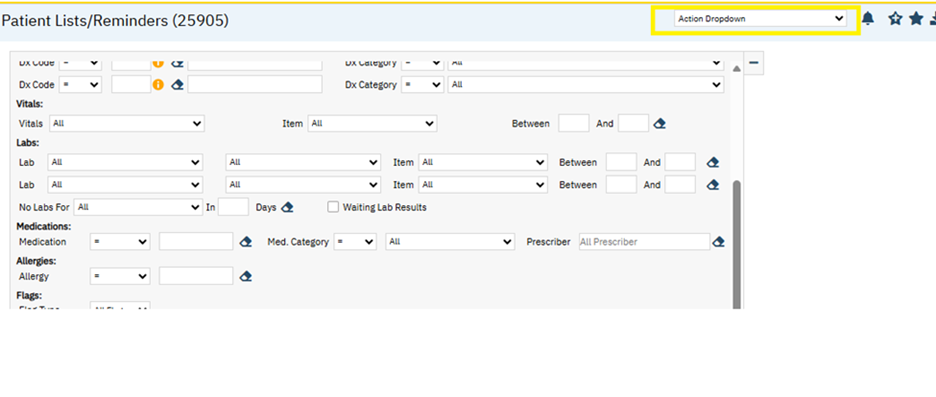 Patient Lists/Reminders (25905) Action Dropdown
Dx Code = Dx Category = All
Dx Code = Dx Category = All
Vitals:
Vitals All Item All Between And
Labs:
Lab All All Item All Between And
Lab All All Item All Between And
No Labs For All In Days Waiting Lab Results
Medications:
Medication = Med. Category = All Prescriber All Prescriber
Allergies:
Allergy =
Flags: